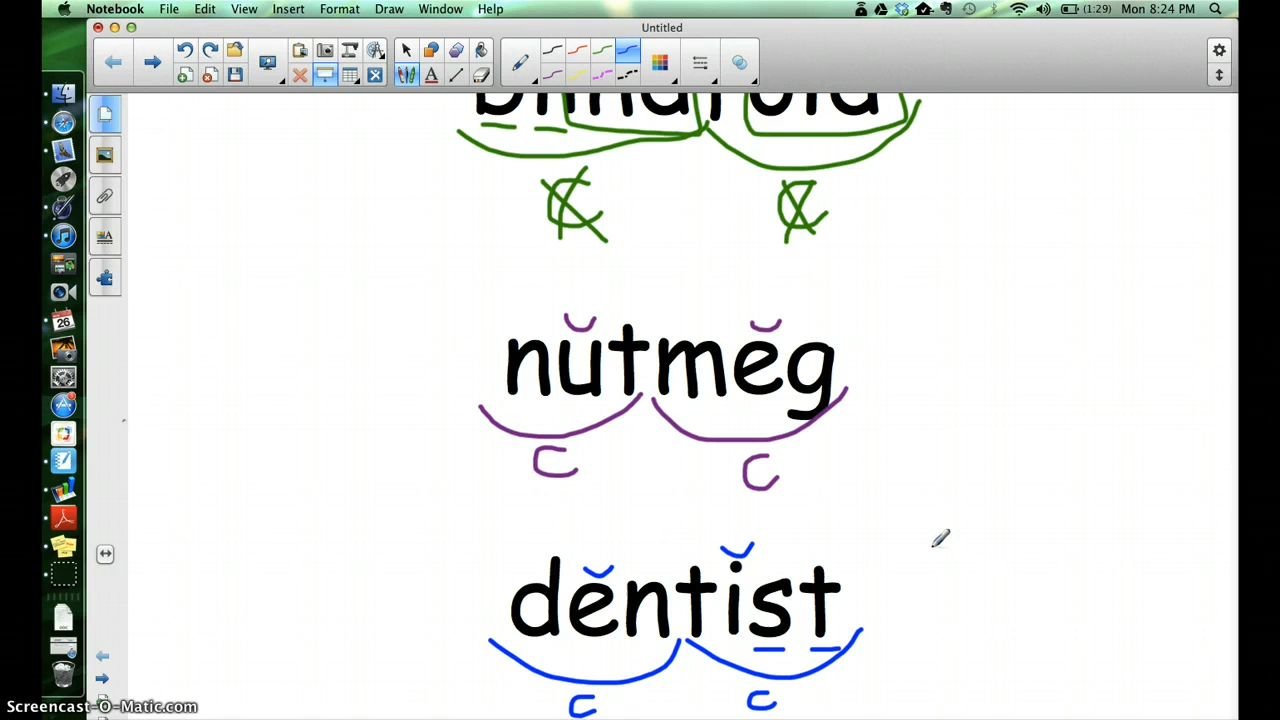 Notebook File Edit View Insert Format Draw Window Help (1:29) Mon 8:24 PM
Untitled
26
C C
nŭtmĕg
C C
dĕntĭst
C C
Screencast-O-Matic.com